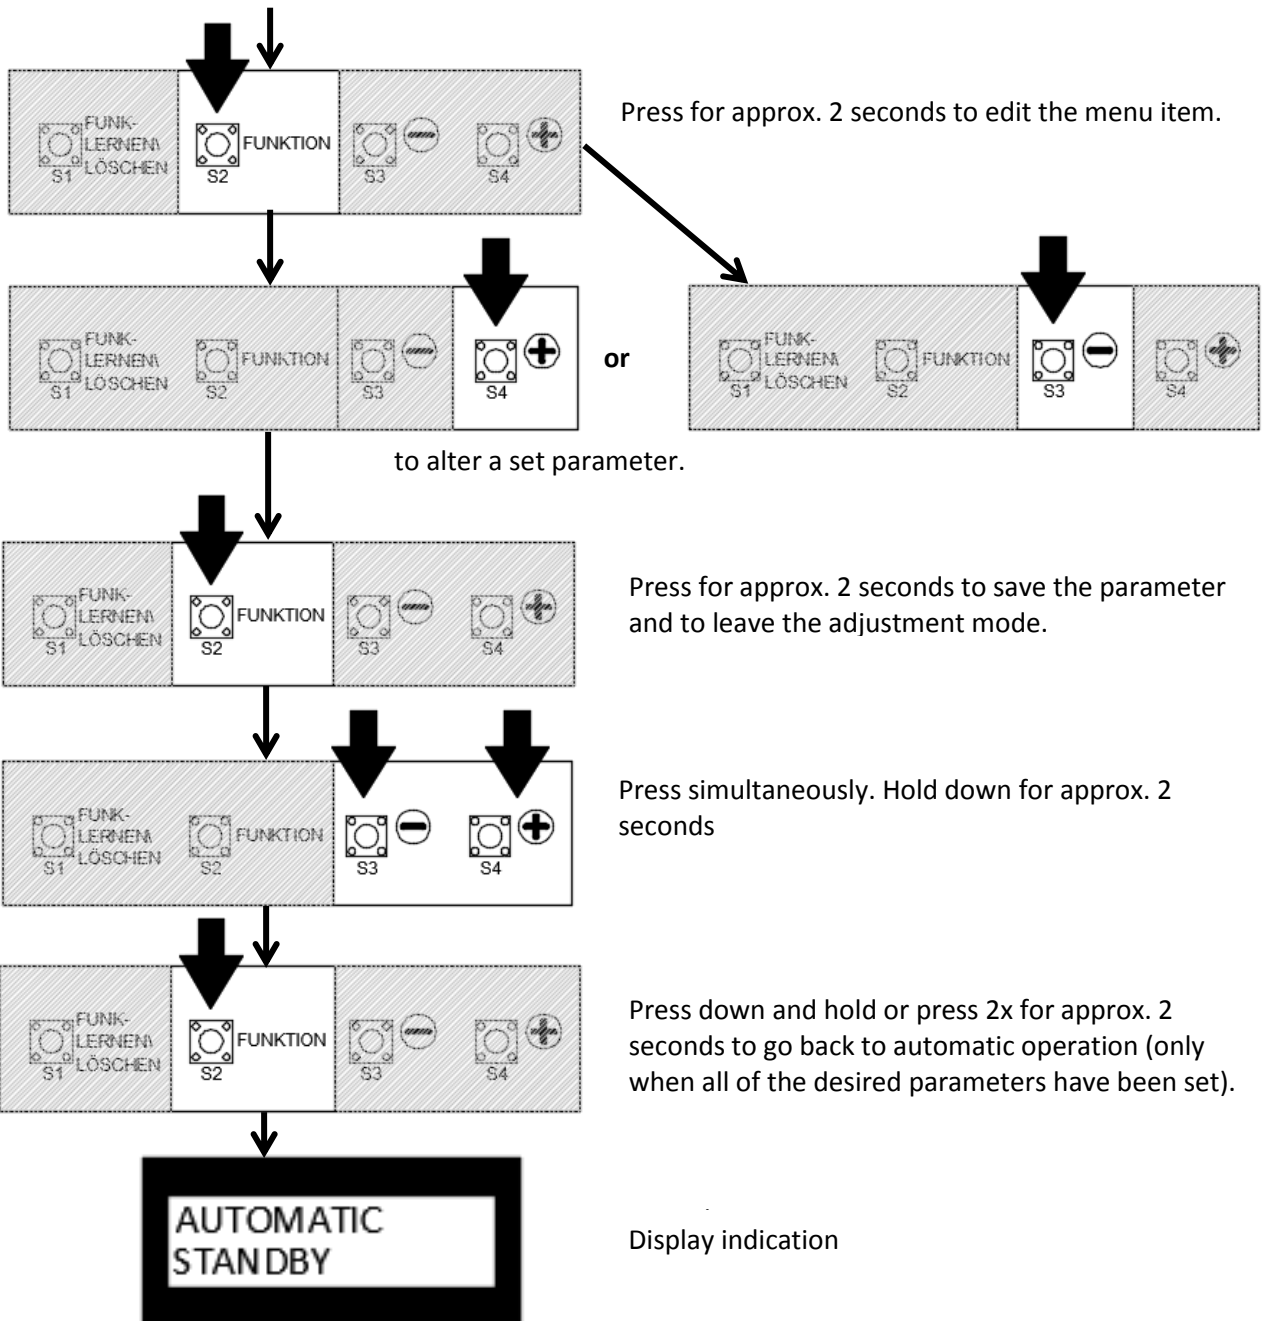 FUNK-
LERNEN\
LÖSCHEN
S1
S2
FUNKTION
S3
S4
Press for approx. 2 seconds to edit the menu item.
FUNK-
LERNEN\
LÖSCHEN
S1
S2
FUNKTION
S3
S4
or
FUNK-
LERNEN\
LÖSCHEN
S1
S2
FUNKTION
S3
S4
to alter a set parameter.
FUNK-
LERNEN\
LÖSCHEN
S1
S2
FUNKTION
S3
S4
Press for approx. 2 seconds to save the parameter
and to leave the adjustment mode.
FUNK-
LERNEN\
LÖSCHEN
S1
S2
FUNKTION
S3
S4
Press simultaneously. Hold down for approx. 2
seconds
FUNK-
LERNEN\
LÖSCHEN
S1
S2
FUNKTION
S3
S4
Press down and hold or press 2x for approx. 2
seconds to go back to automatic operation (only
when all of the desired parameters have been set).
AUTOMATIC
STANDBY
Display indication